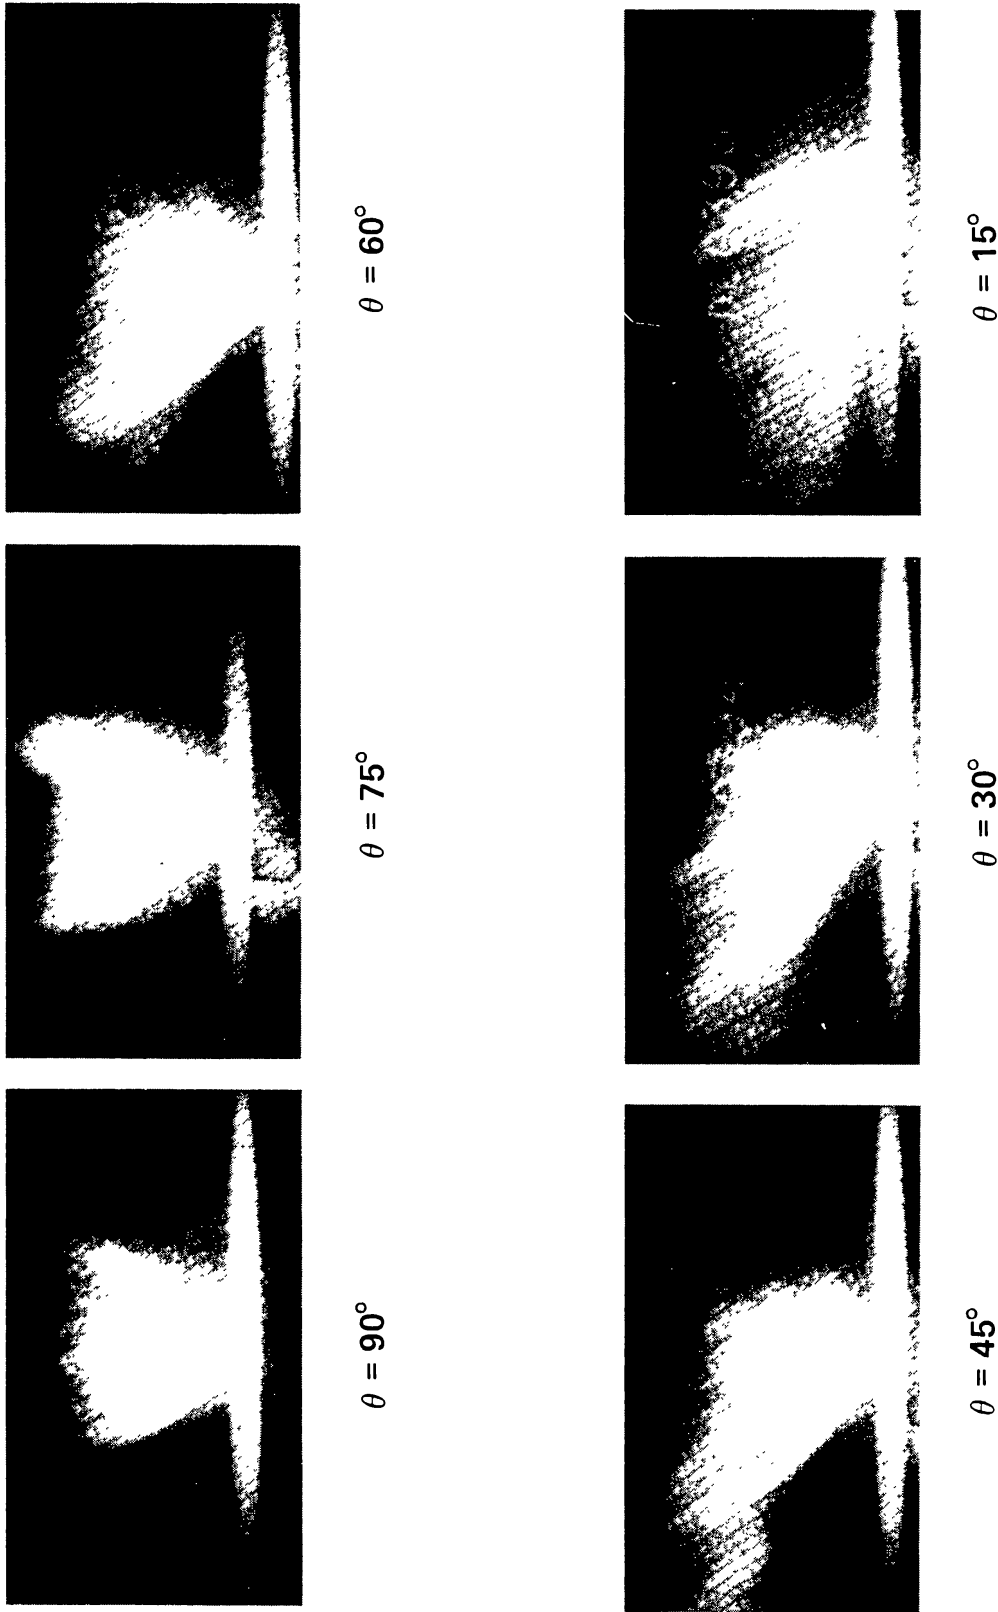 θ = 90°
θ = 75°
θ = 60°
θ = 45°
θ = 30°
θ = 15°